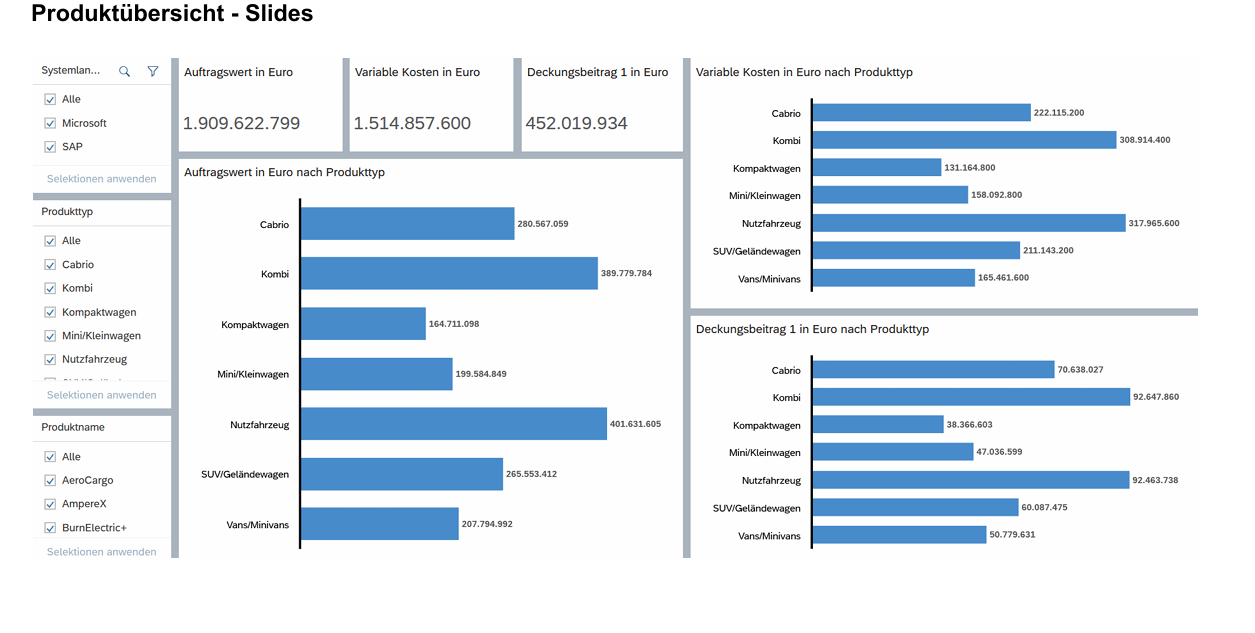 Produktübersicht - Slides
Systemlan...
Alle
Microsoft
SAP
Selektionen anwenden
Produkttyp
Alle
Cabrio
Kombi
Kompaktwagen
Mini/Kleinwagen
Nutzfahrzeug
Selektionen anwenden
Produktname
Alle
AeroCargo
AmpereX
BurnElectric+
Selektionen anwenden
Auftragswert in Euro
1.909.622.799
Variable Kosten in Euro
1.514.857.600
Deckungsbeitrag 1 in Euro
452.019.934
Auftragswert in Euro nach Produkttyp
Cabrio 280.567.059
Kombi 389.779.784
Kompaktwagen 164.711.098
Mini/Kleinwagen 199.584.849
Nutzfahrzeug 401.631.605
SUV/Geländewagen 265.553.412
Vans/Minivans 207.794.992
Variable Kosten in Euro nach Produkttyp
Cabrio 222.115.200
Kombi 308.914.400
Kompaktwagen 131.164.800
Mini/Kleinwagen 158.092.800
Nutzfahrzeug 317.965.600
SUV/Geländewagen 211.143.200
Vans/Minivans 165.461.600
Deckungsbeitrag 1 in Euro nach Produkttyp
Cabrio 70.638.027
Kombi 92.647.860
Kompaktwagen 38.366.603
Mini/Kleinwagen 47.036.599
Nutzfahrzeug 92.463.738
SUV/Geländewagen 60.087.475
Vans/Minivans 50.779.631